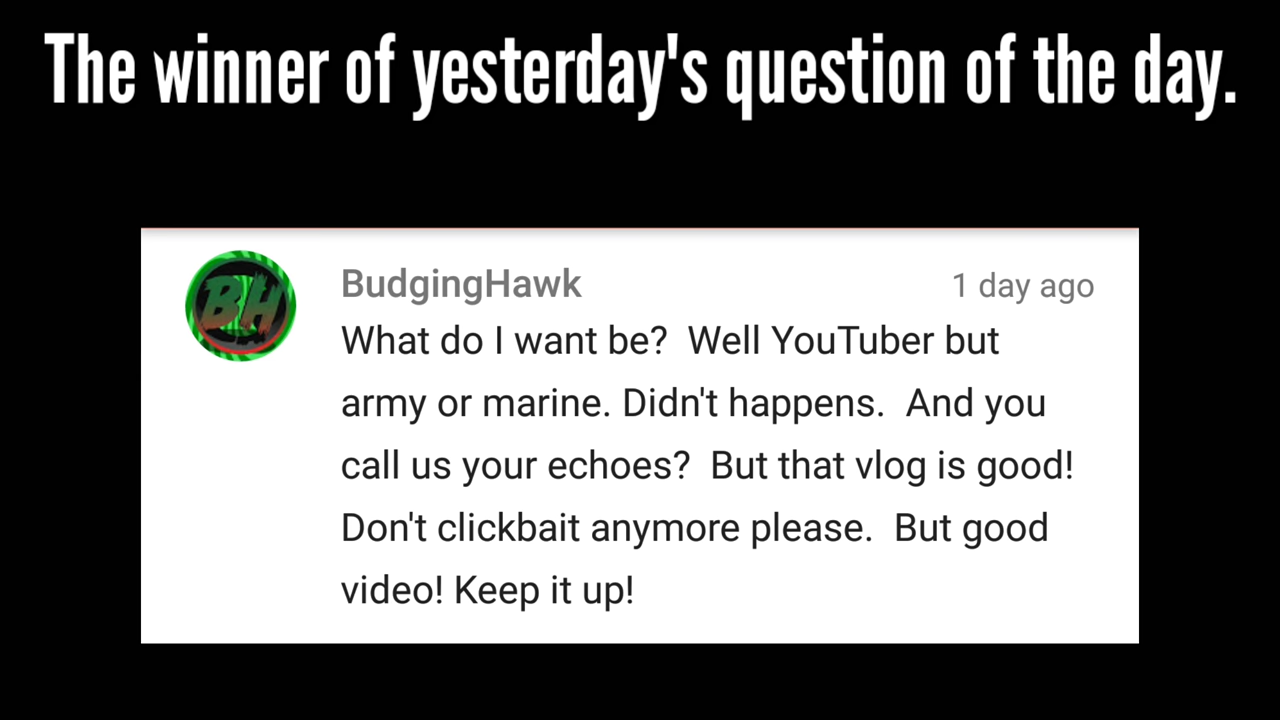 The winner of yesterday's question of the day.
BH
BudgingHawk 1 day ago
What do I want be?  Well YouTuber but
army or marine. Didn't happens.  And you
call us your echoes?  But that vlog is good!
Don't clickbait anymore please.  But good
video! Keep it up!